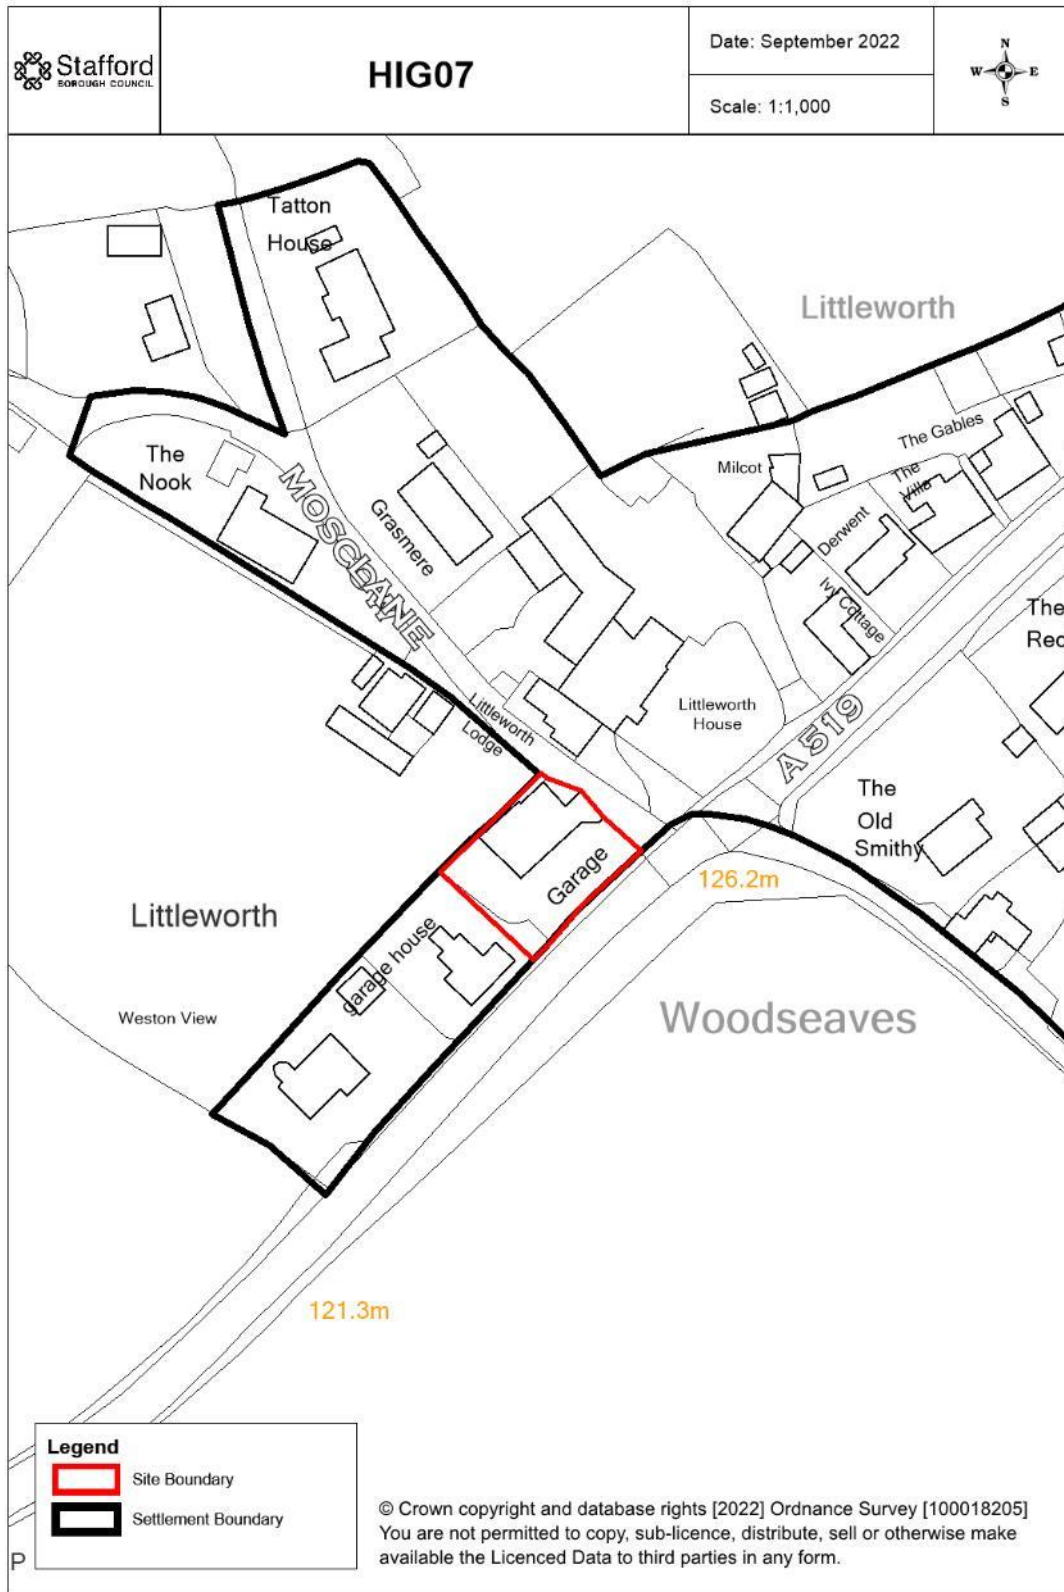 Stafford
BOROUGH COUNCIL
HIG07
Date: September 2022
Scale: 1:1,000
N
W E
S
Tatton
House
Littleworth
The
Nook
MOSS LANE
Grasmere
Milcot
The Gables
The
Villa
Derwent
Ivy Cottage
The
Rec
Littleworth
Lodge
Littleworth
House
A 519
The
Old
Smithy
Garage
126.2m
Littleworth
garage house
Weston View
Woodseaves
121.3m
Legend
Site Boundary
Settlement Boundary
P
© Crown copyright and database rights [2022] Ordnance Survey [100018205]
You are not permitted to copy, sub-licence, distribute, sell or otherwise make
available the Licenced Data to third parties in any form.